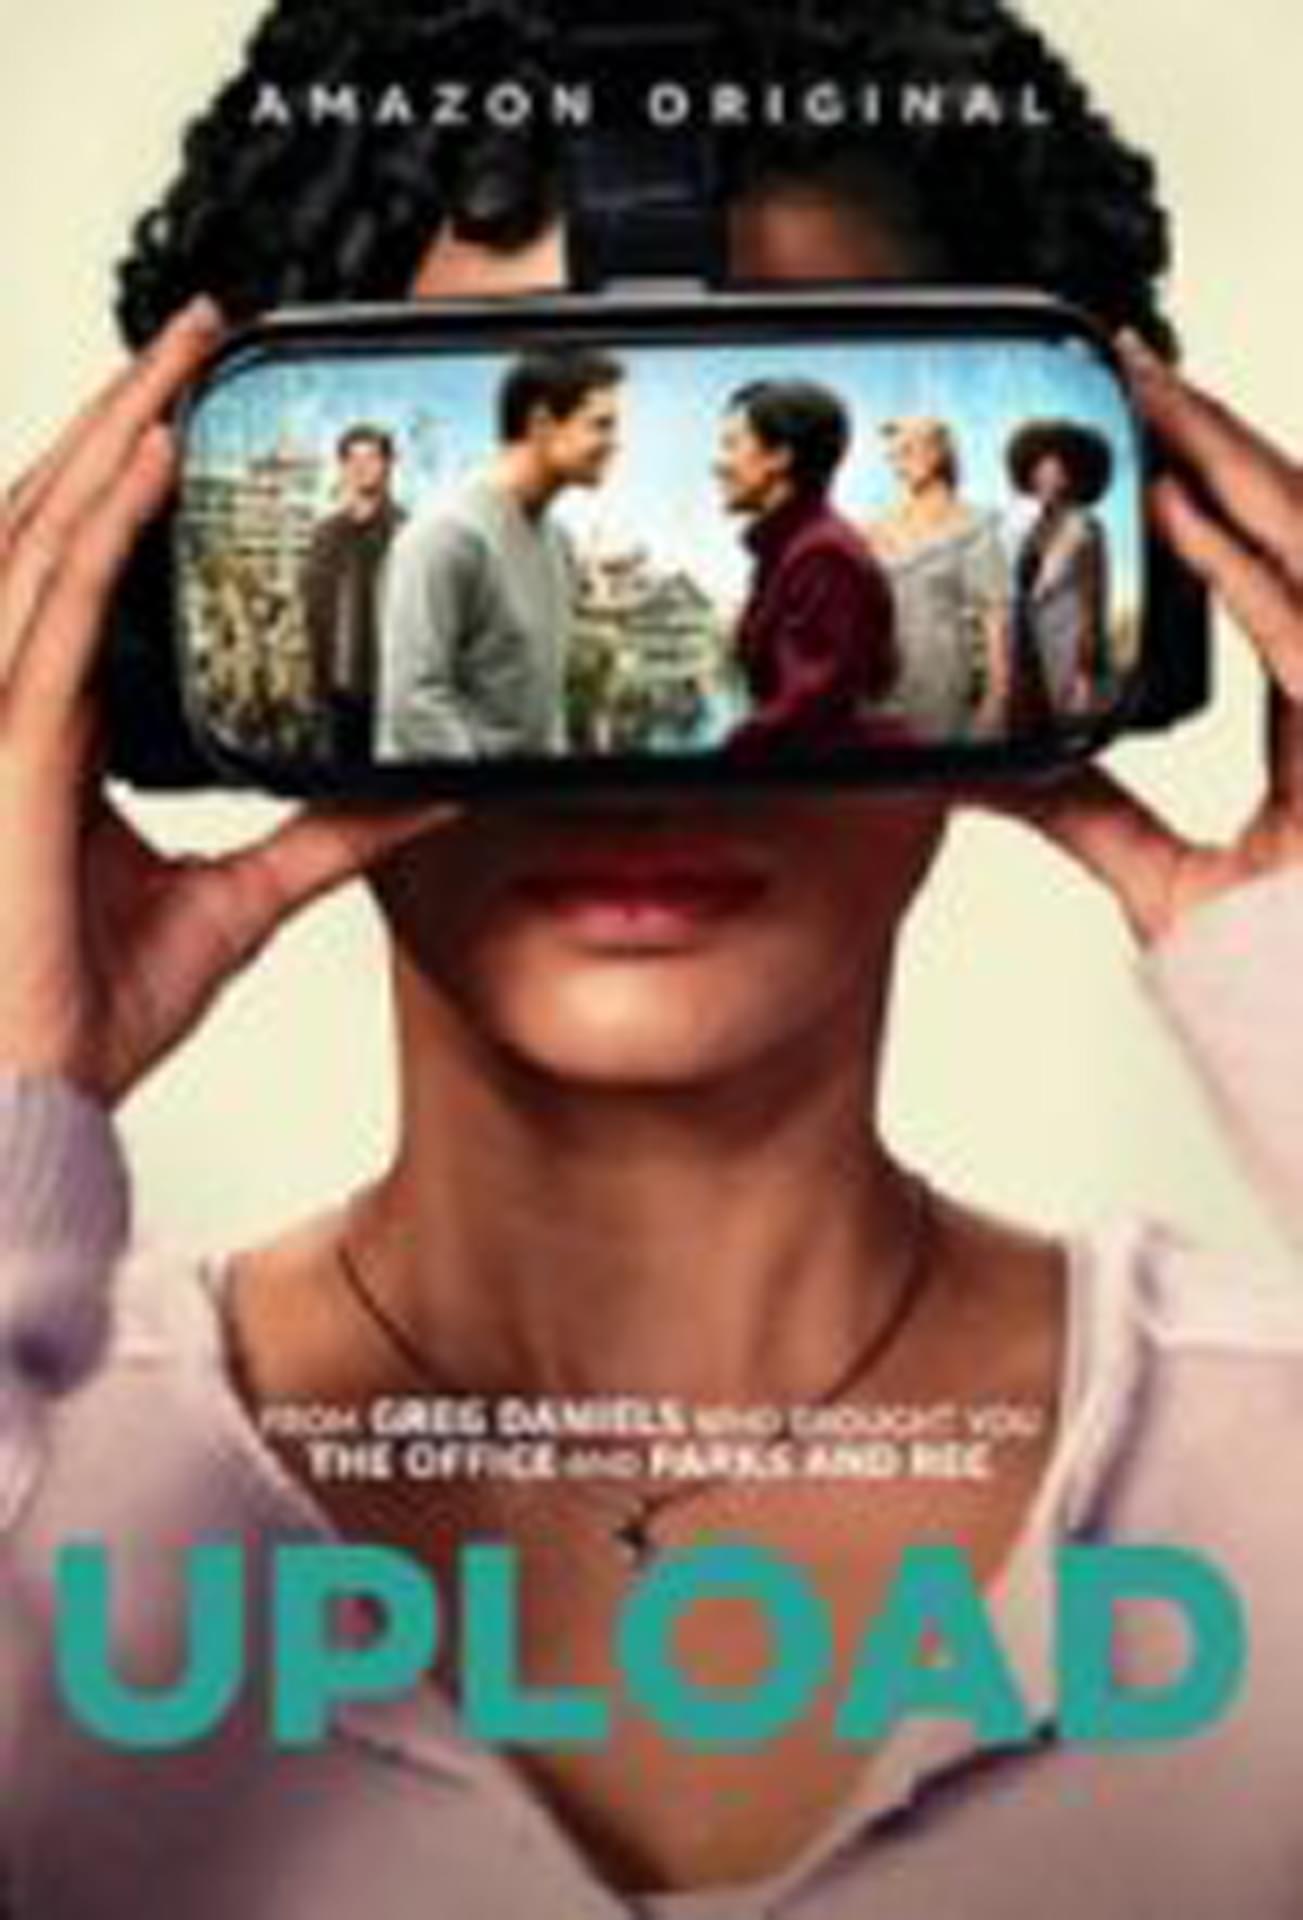 AMAZON ORIGINAL
FROM GREG DANIELS WHO BROUGHT YOU
THE OFFICE AND PARKS AND REC
UPLOAD